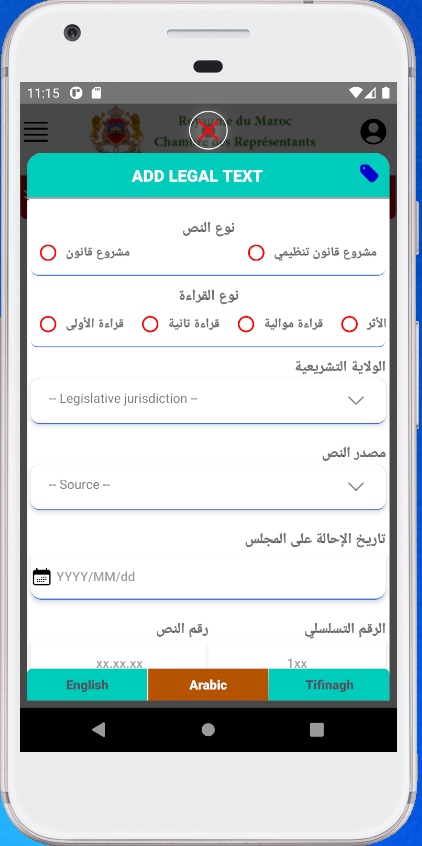 11:15
Royaume du Maroc
Chambre des Représentants
ADD LEGAL TEXT
نوع النص
مشروع قانون تنظيمي
مشروع قانون
نوع القراءة
الأثر
قراءة موالية
قراءة ثانية
قراءة الأولى
الولاية التشريعية
-- Legislative jurisdiction --
مصدر النص
-- Source --
تاريخ الإحالة على المجلس
YYYY/MM/dd
الرقم التسلسلي
رقم النص
1xx
xx.xx.xx
English
Arabic
Tifinagh